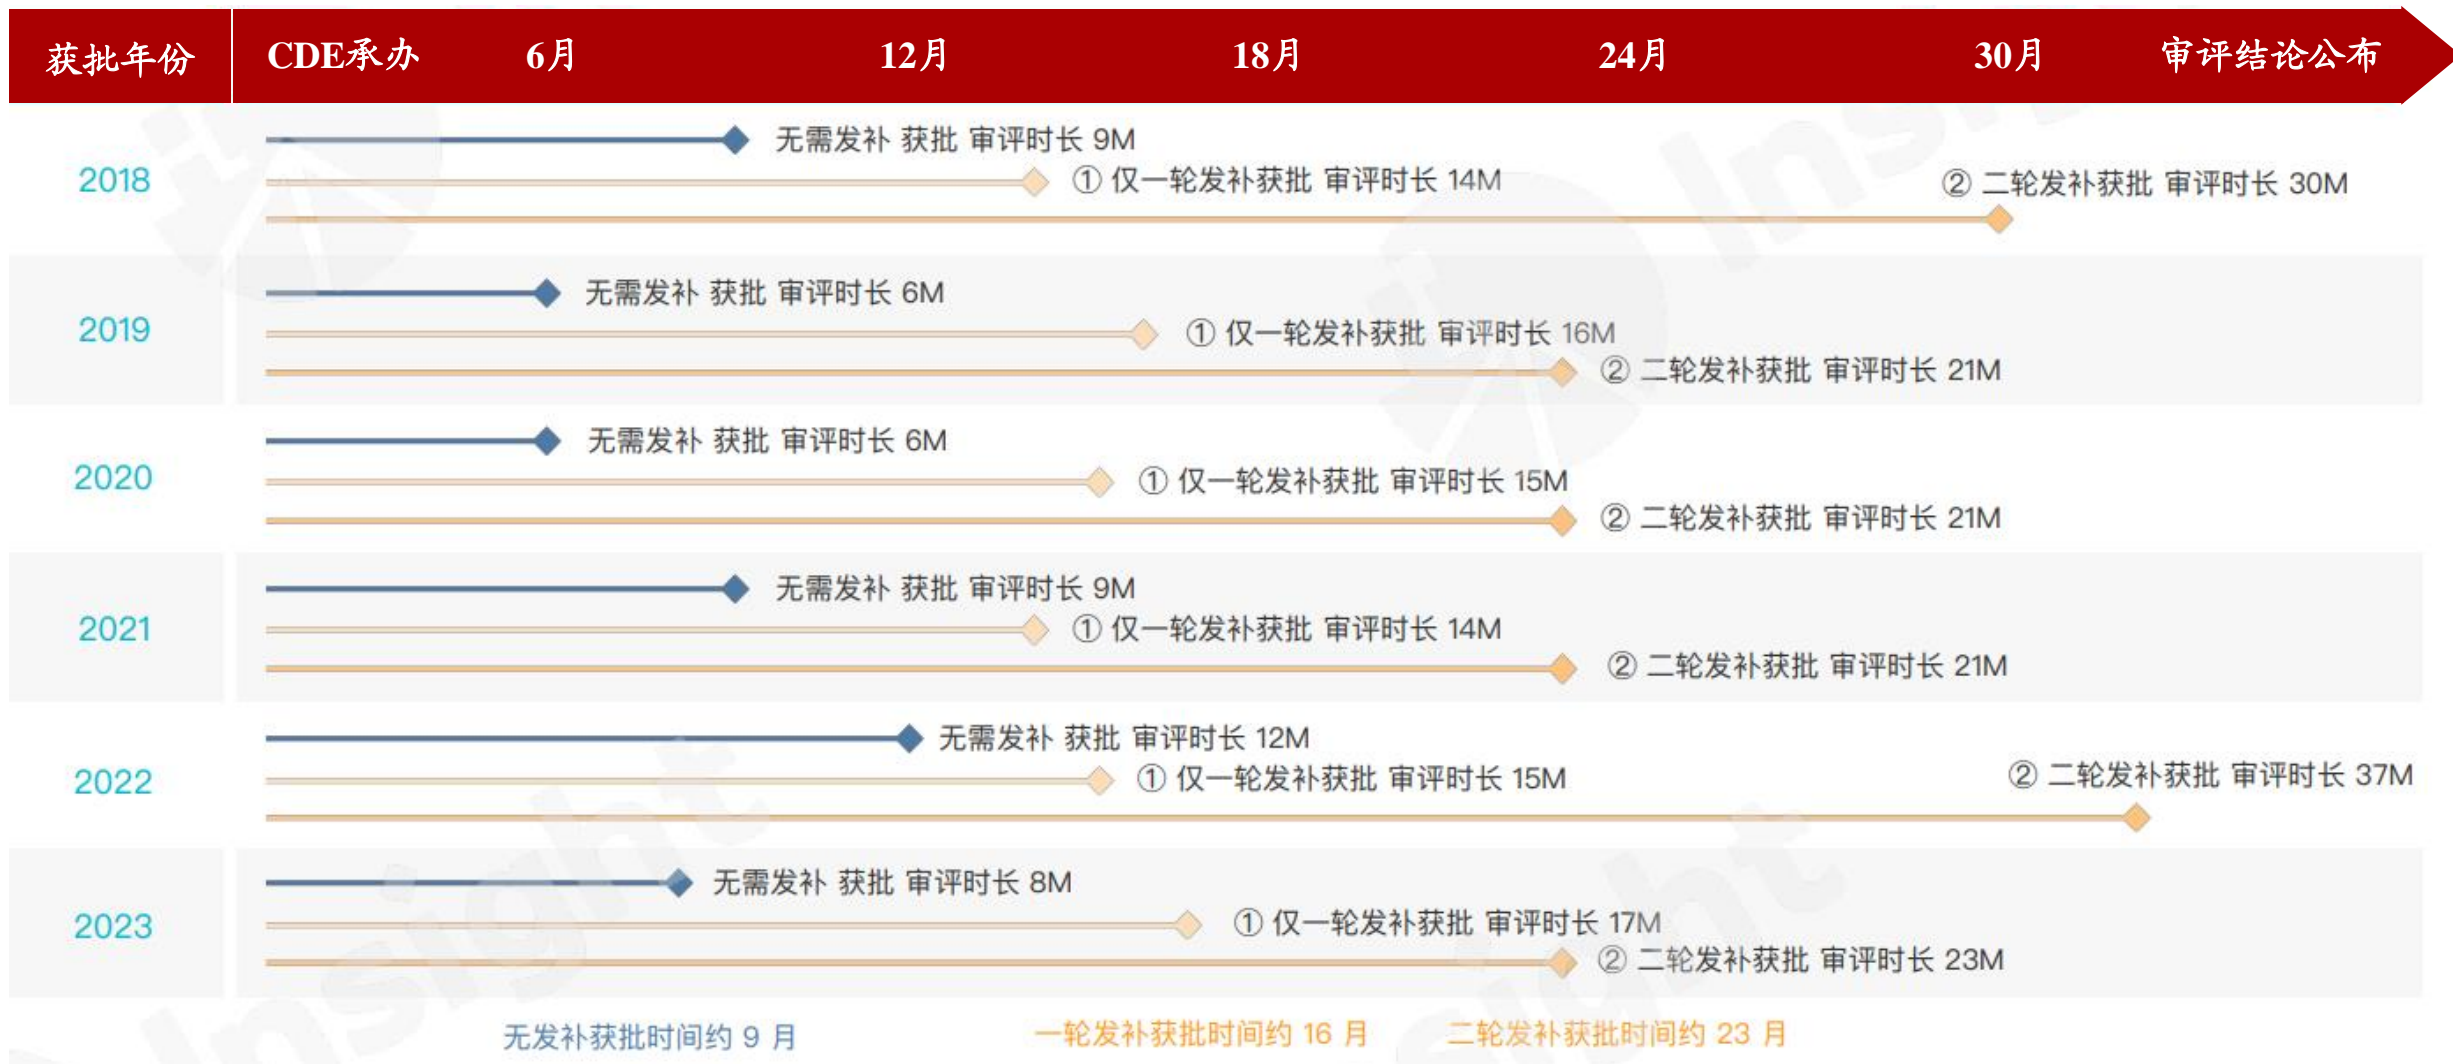 获批年份 CDE承办 6月 12月 18月 24月 30月 审评结论公布
无需发补 获批 审评时长 9M
2018
① 仅一轮发补获批 审评时长 14M
② 二轮发补获批 审评时长 30M
无需发补 获批 审评时长 6M
2019
① 仅一轮发补获批 审评时长 16M
② 二轮发补获批 审评时长 21M
无需发补 获批 审评时长 6M
2020
① 仅一轮发补获批 审评时长 15M
② 二轮发补获批 审评时长 21M
无需发补 获批 审评时长 9M
2021
① 仅一轮发补获批 审评时长 14M
② 二轮发补获批 审评时长 21M
无需发补 获批 审评时长 12M
2022
① 仅一轮发补获批 审评时长 15M
② 二轮发补获批 审评时长 37M
无需发补 获批 审评时长 8M
2023
① 仅一轮发补获批 审评时长 17M
② 二轮发补获批 审评时长 23M
无发补获批时间约 9 月 一轮发补获批时间约 16 月 二轮发补获批时间约 23 月
Insight